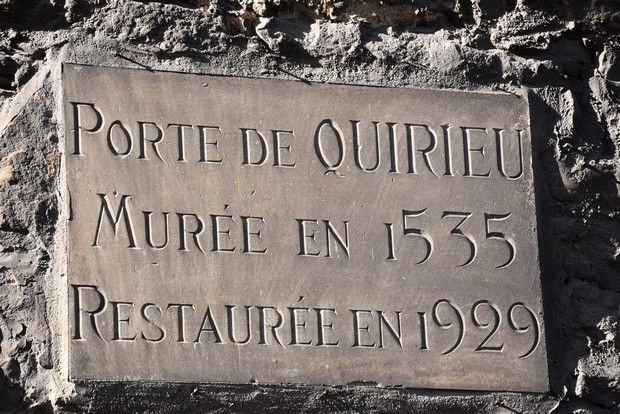 PORTE DE QUIRIEU
MURÉE EN 1535
RESTAURÉE EN 1929